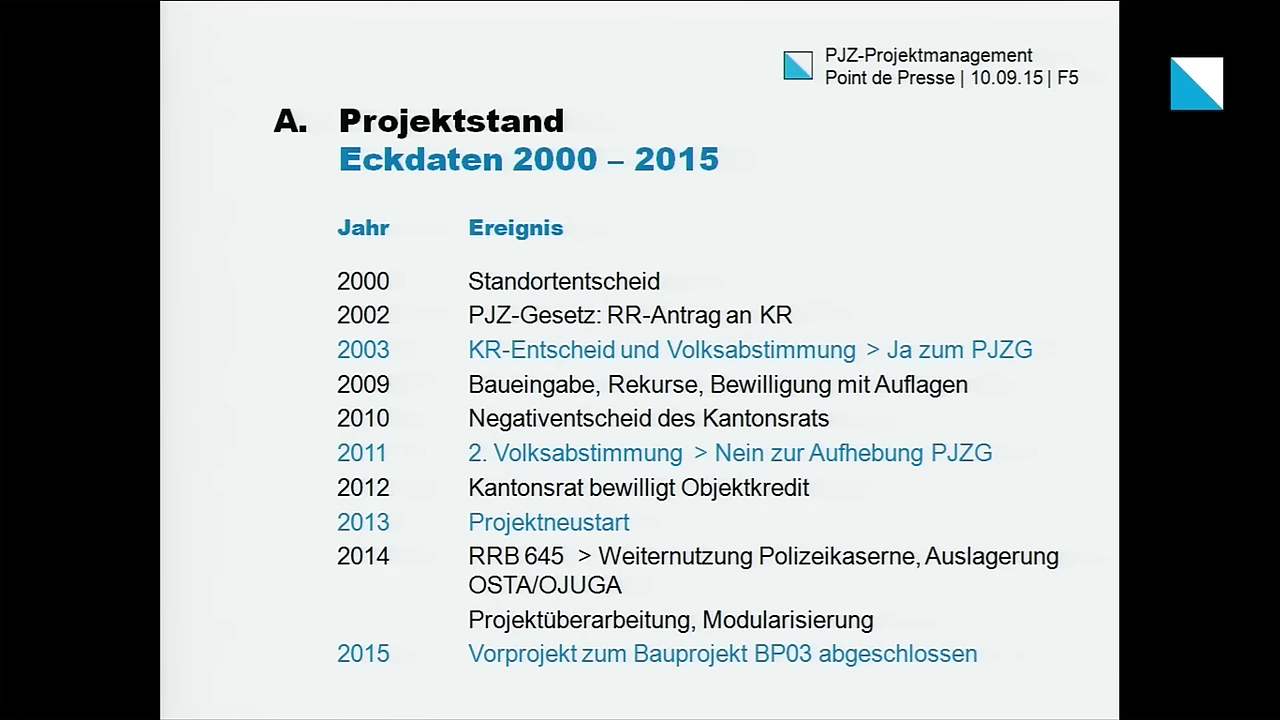 PJZ-Projektmanagement
Point de Presse | 10.09.15 | F5
A. Projektstand
Eckdaten 2000 – 2015
Jahr Ereignis
2000 Standortentscheid
2002 PJZ-Gesetz: RR-Antrag an KR
2003 KR-Entscheid und Volksabstimmung > Ja zum PJZG
2009 Baueingabe, Rekurse, Bewilligung mit Auflagen
2010 Negativentscheid des Kantonsrats
2011 2. Volksabstimmung > Nein zur Aufhebung PJZG
2012 Kantonsrat bewilligt Objektkredit
2013 Projektneustart
2014 RRB 645 > Weiternutzung Polizeikaserne, Auslagerung
OSTA/OJUGA
Projektüberarbeitung, Modularisierung
2015 Vorprojekt zum Bauprojekt BP03 abgeschlossen